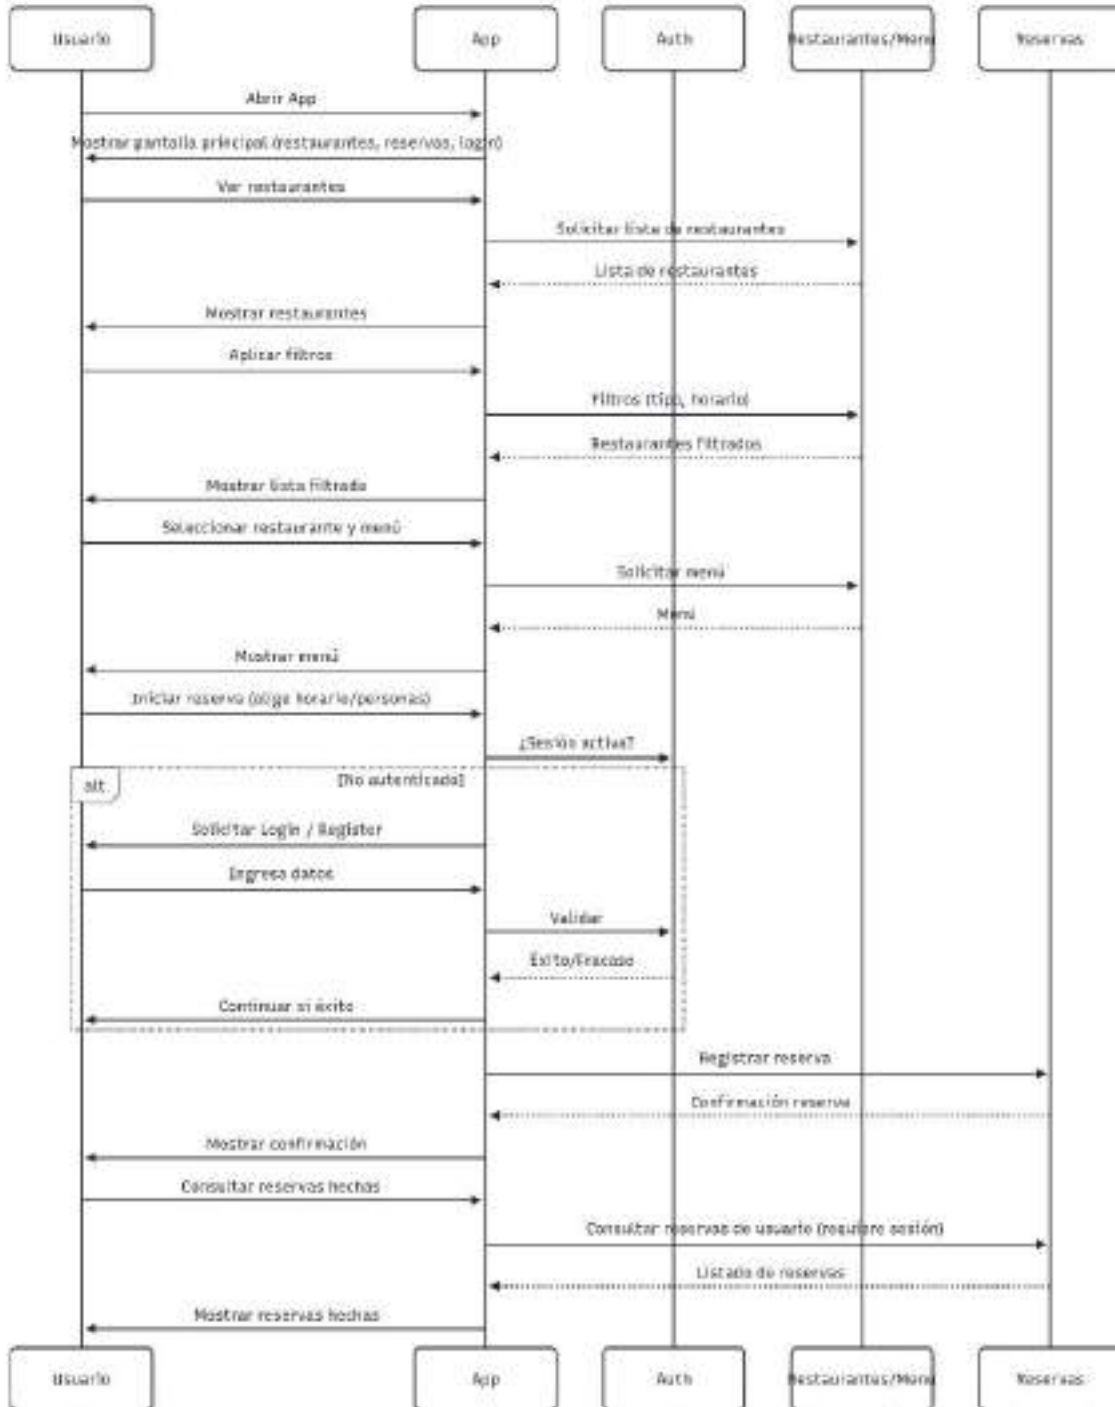 Usuario
App
Auth
Restaurantes/Menu
Reservas
Abrir App
Mostrar pantalla principal (restaurantes, reservas, login)
Ver restaurantes
Solicitar lista de restaurantes
Lista de restaurantes
Mostrar restaurantes
Aplicar filtros
Filtros (tipo, horario)
Restaurantes filtrados
Mostrar lista filtrada
Seleccionar restaurante y menú
Solicitar menú
Menú
Mostrar menú
Iniciar reserva (elige horario/personas)
¿Sesión activa?
alt
[No autenticado]
Solicitar Login / Register
Ingresa datos
Validar
Éxito/Fracaso
Continuar si éxito
Registrar reserva
Confirmación reserva
Mostrar confirmación
Consultar reservas hechas
Consultar reservas de usuario (requiere sesión)
Listado de reservas
Mostrar reservas hechas
Usuario
App
Auth
Restaurantes/Menu
Reservas